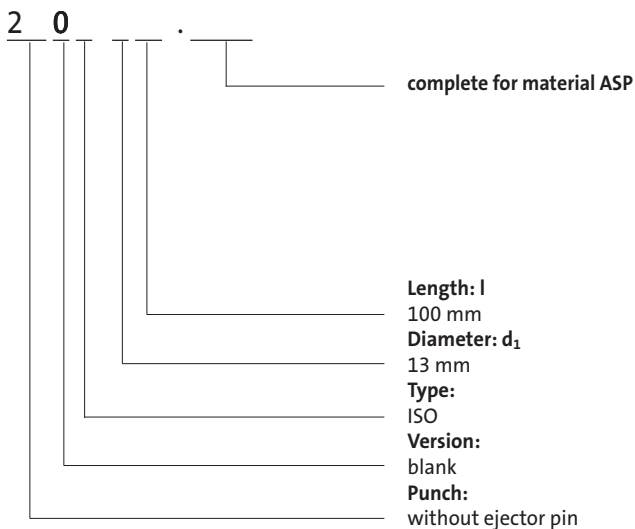 2 0 .
complete for material ASP
Length: l
100 mm
Diameter: d₁
13 mm
Type:
ISO
Version:
blank
Punch:
without ejector pin